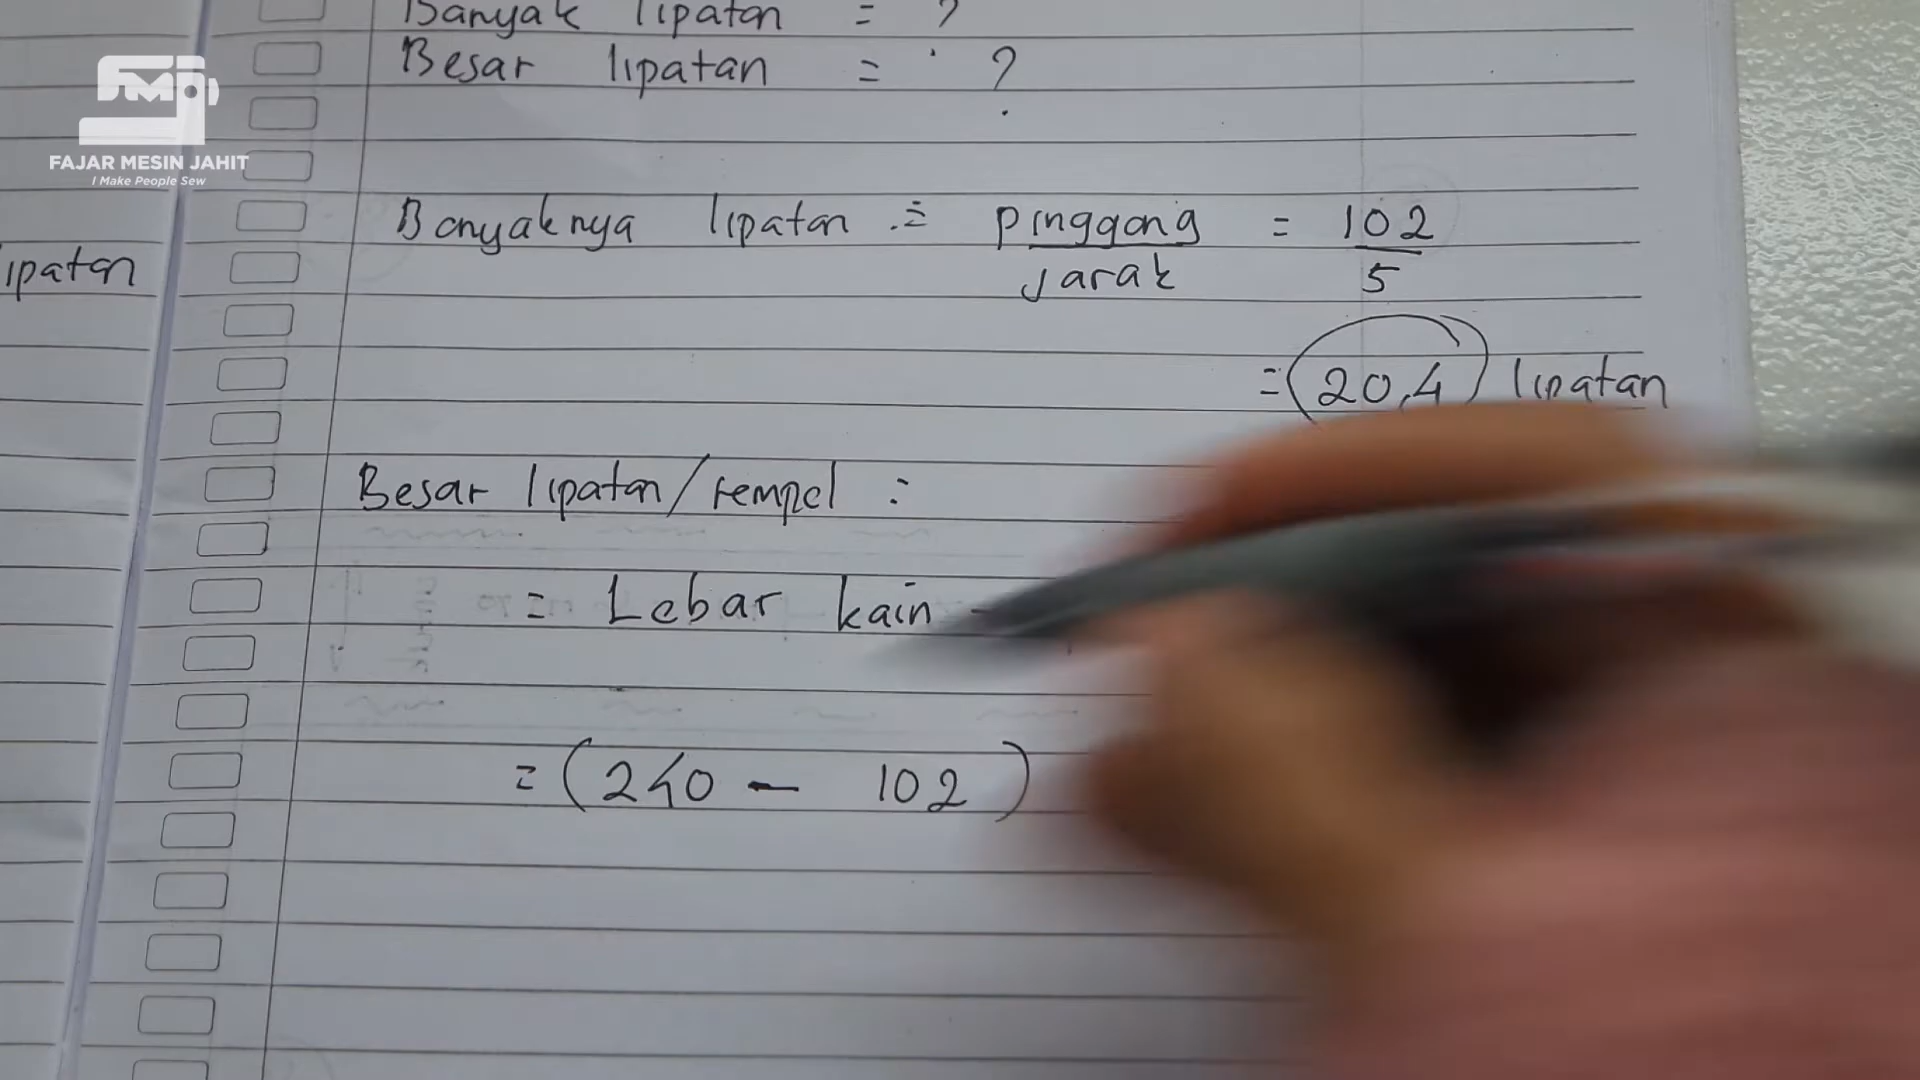 Banyak lipatan = ?
Besar lipatan = ?
FAJAR MESIN JAHIT
I Make People Sew
Banyaknya lipatan = pinggang = 102
Jarak 5
lipatan
= 20,4 lipatan
Besar lipatan/rempel :
= Lebar kain -
= (240 - 102)